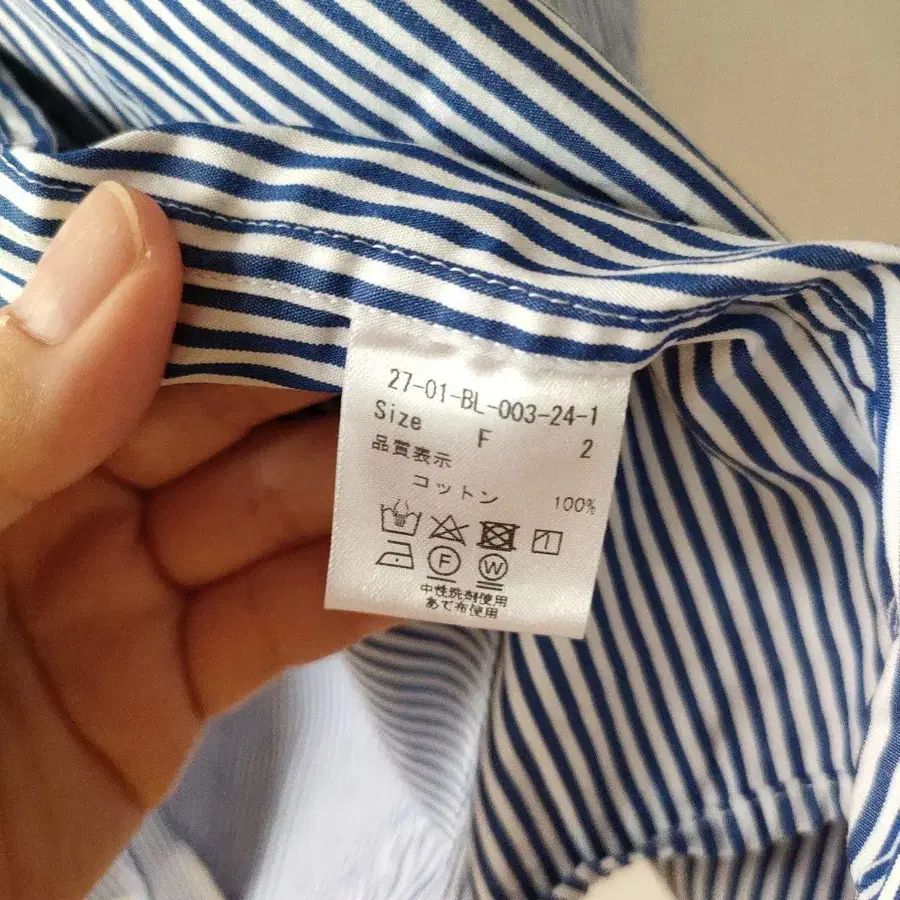 27-01-BL-003-24-1
Size F 2
品質表示
コットン 100%
F W
中性洗剤使用
あて布使用